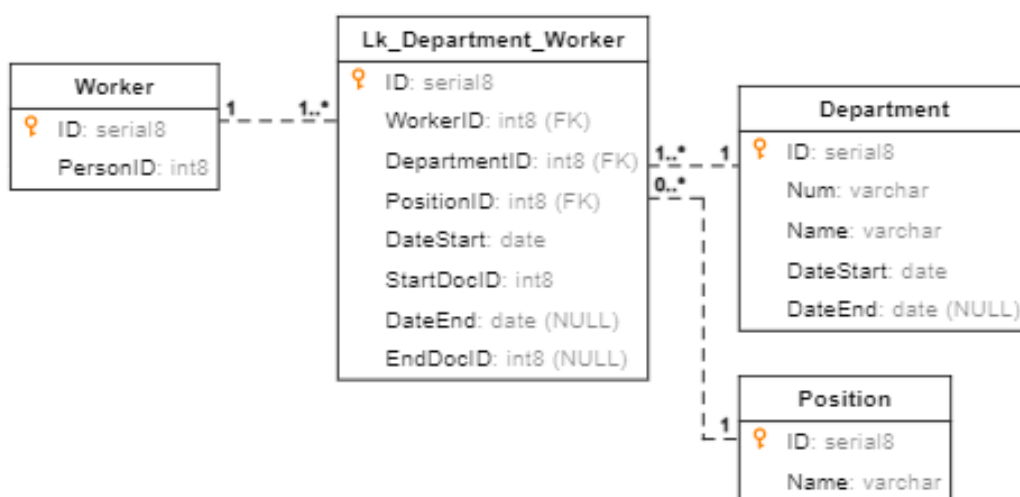 Worker
ID: serial8
PersonID: int8
1
1..*
Lk_Department_Worker
ID: serial8
WorkerID: int8 (FK)
DepartmentID: int8 (FK)
PositionID: int8 (FK)
DateStart: date
StartDocID: int8
DateEnd: date (NULL)
EndDocID: int8 (NULL)
1..*
1
0..*
1
Department
ID: serial8
Num: varchar
Name: varchar
DateStart: date
DateEnd: date (NULL)
Position
ID: serial8
Name: varchar